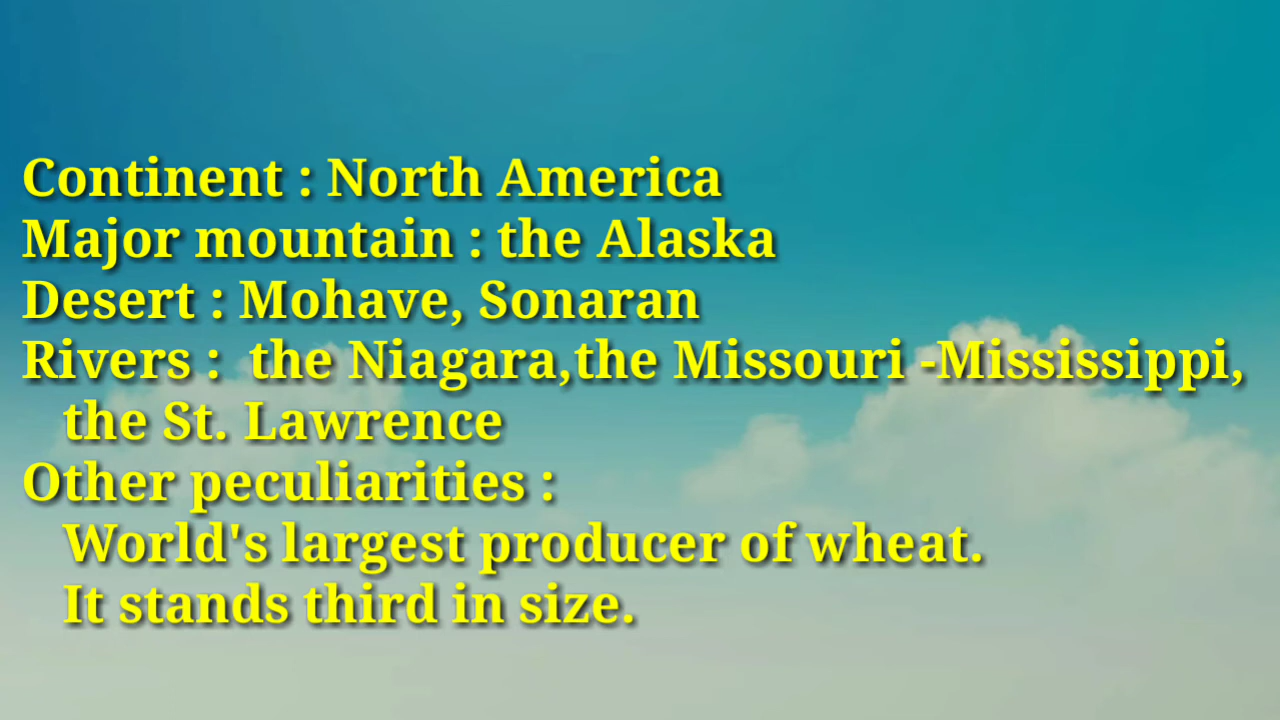 Continent : North America
Major mountain : the Alaska
Desert : Mohave, Sonaran
Rivers :  the Niagara,the Missouri -Mississippi,
the St. Lawrence
Other peculiarities :
World's largest producer of wheat.
It stands third in size.